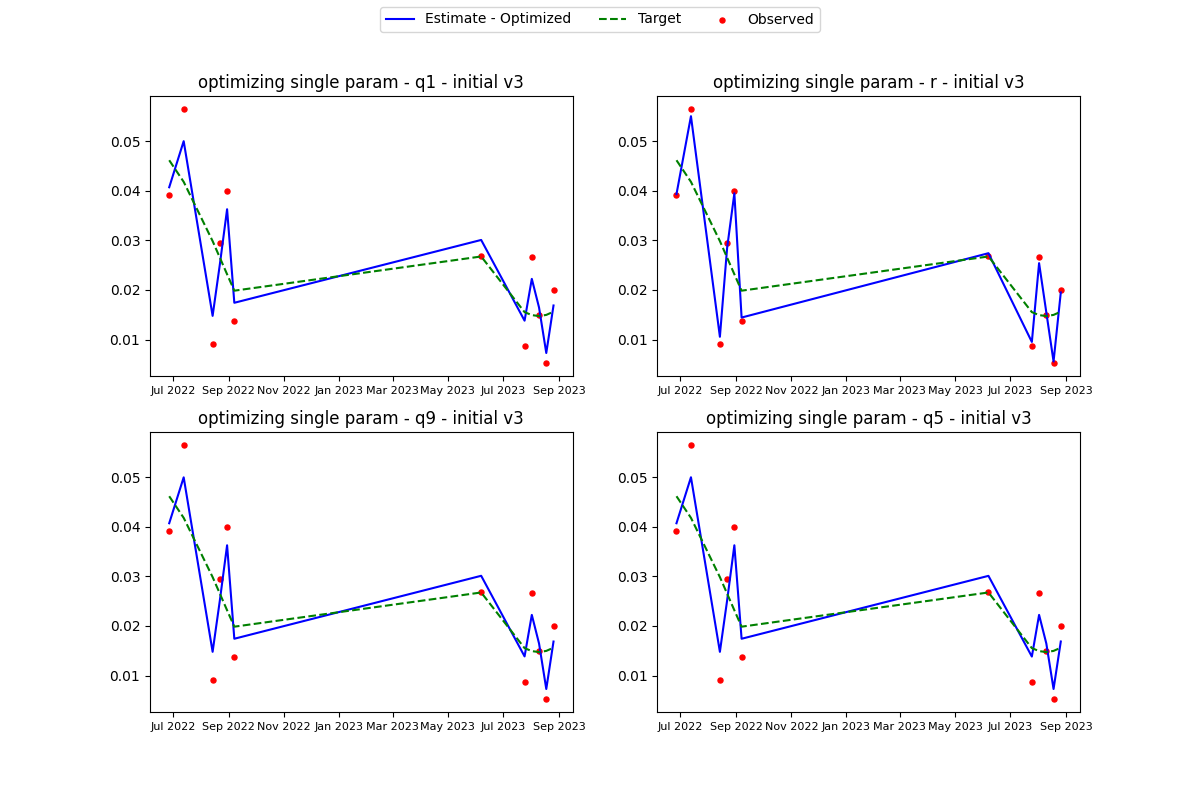 Estimate - Optimized Target Observed
optimizing single param - q1 - initial v3
0.05
0.04
0.03
0.02
0.01
Jul 2022 Sep 2022 Nov 2022 Jan 2023 Mar 2023 May 2023 Jul 2023 Sep 2023
optimizing single param - r - initial v3
0.05
0.04
0.03
0.02
0.01
Jul 2022 Sep 2022 Nov 2022 Jan 2023 Mar 2023 May 2023 Jul 2023 Sep 2023
optimizing single param - q9 - initial v3
0.05
0.04
0.03
0.02
0.01
Jul 2022 Sep 2022 Nov 2022 Jan 2023 Mar 2023 May 2023 Jul 2023 Sep 2023
optimizing single param - q5 - initial v3
0.05
0.04
0.03
0.02
0.01
Jul 2022 Sep 2022 Nov 2022 Jan 2023 Mar 2023 May 2023 Jul 2023 Sep 2023